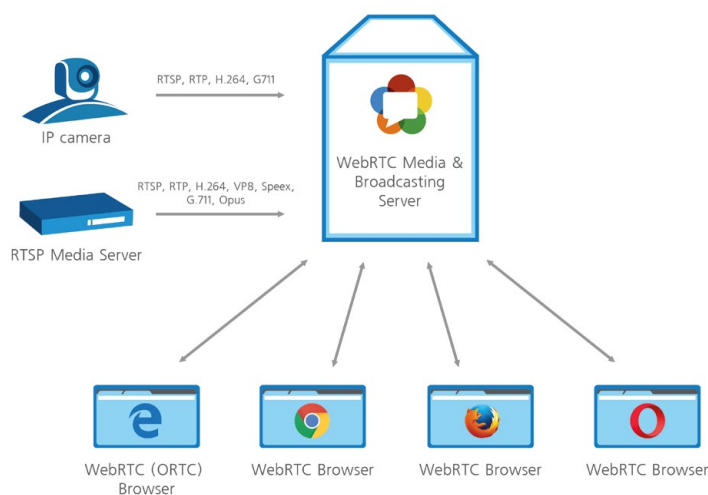 RTSP, RTP, H.264, G711
IP camera
WebRTC Media &
Broadcasting
Server
RTSP, RTP, H.264, VP8, Speex,
G.711, Opus
RTSP Media Server
WebRTC (ORTC)
Browser
WebRTC Browser
WebRTC Browser
WebRTC Browser